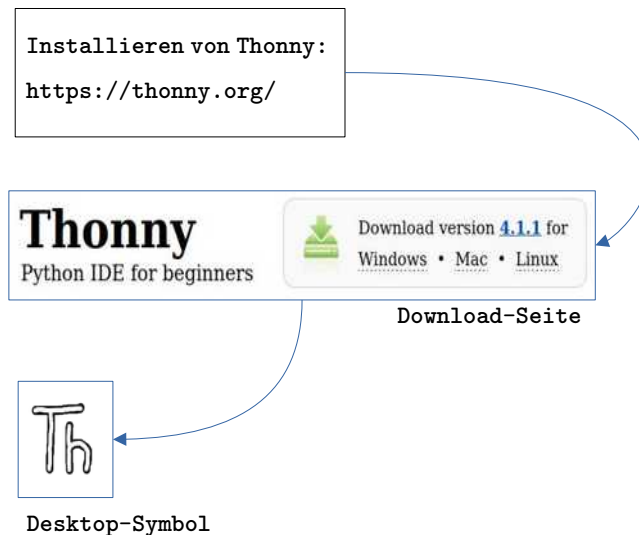 Installieren von Thonny:
https://thonny.org/
Thonny
Python IDE for beginners
Download version 4.1.1 for
Windows • Mac • Linux
Download-Seite
Th
Desktop-Symbol